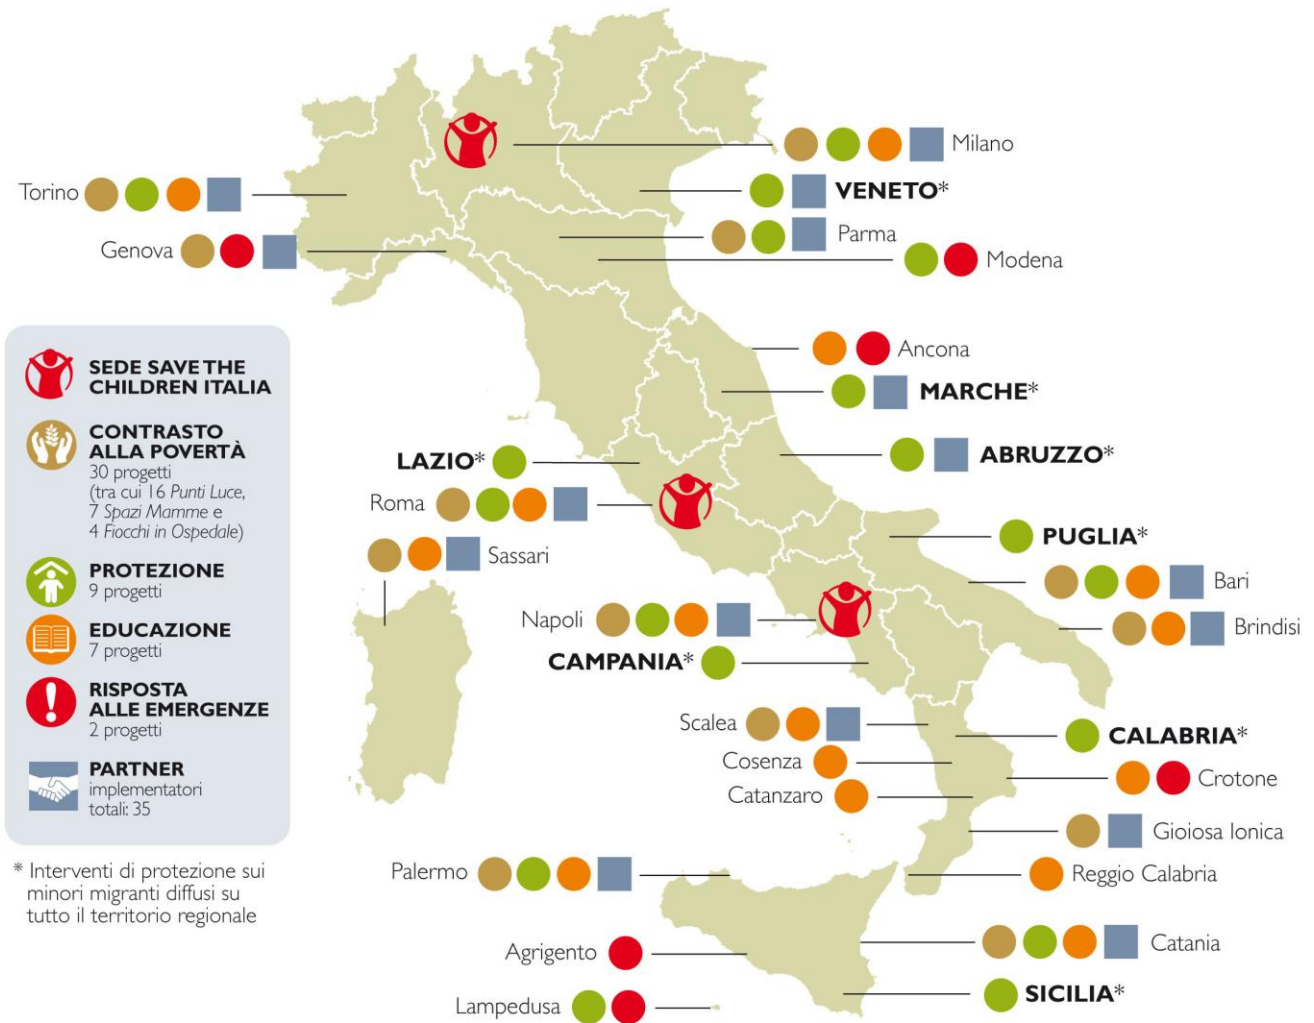 Milano
Torino
VENETO*
Parma
Genova
Modena
SEDE SAVE THE
CHILDREN ITALIA
CONTRASTO
ALLA POVERTÀ
30 progetti
(tra cui 16 Punti Luce,
7 Spazi Mamme e
4 Fiocchi in Ospedale)
PROTEZIONE
9 progetti
EDUCAZIONE
7 progetti
RISPOSTA
ALLE EMERGENZE
2 progetti
PARTNER
implementatori
totali: 35
* Interventi di protezione sui
minori migranti diffusi su
tutto il territorio regionale
Ancona
MARCHE*
ABRUZZO*
LAZIO*
Roma
Sassari
PUGLIA*
Bari
Napoli
Brindisi
CAMPANIA*
Scalea
CALABRIA*
Cosenza
Crotone
Catanzaro
Gioiosa Ionica
Palermo
Reggio Calabria
Catania
Agrigento
SICILIA*
Lampedusa